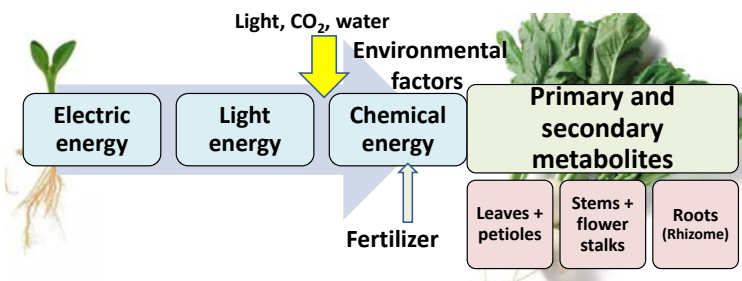 Light, CO₂, water
Environmental
factors
Electric
energy
Light
energy
Chemical
energy
Primary and
secondary
metabolites
Fertilizer
Leaves +
petioles
Stems +
flower
stalks
Roots
(Rhizome)